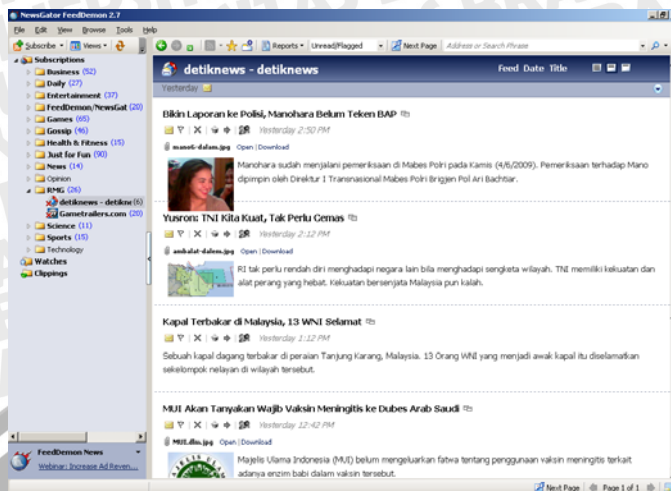 NewsGator FeedDemon 2.7
File Edit View Browse Tools Help
Subscribe Views Reports Unread/Flagged Next Page Address or Search Phrase
Subscriptions
Business (52)
Daily (27)
Entertainment (37)
FeedDemon/NewsGat (20)
Games (65)
Gossip (46)
Health & Fitness (15)
Just for Fun (90)
News (14)
Opinion
RMG (26)
detiknews - detikne (6)
Gametrailers.com (20)
Science (11)
Sports (15)
Technology
Watches
Clippings
FeedDemon News
Webinar: Increase Ad Reven...
detiknews - detiknews
Feed Date Title
Yesterday
Bikin Laporan ke Polisi, Manohara Belum Teken BAP
Yesterday 2:50 PM
mano6-dalam.jpg Open | Download
Manohara sudah menjalani pemeriksaan di Mabes Polri pada Kamis (4/6/2009). Pemeriksaan terhadap Mano
dipimpin oleh Direktur 1 Transnasional Mabes Polri Brigjen Pol Ari Bachtiar.
Yusron: TNI Kita Kuat, Tak Perlu Cemas
Yesterday 2:12 PM
ambalat-dalem.jpg Open | Download
RI tak perlu rendah diri menghadapi negara lain bila menghadapi sengketa wilayah. TNI memiliki kekuatan dan
alat perang yang hebat. Kekuatan bersenjata Malaysia pun kalah.
Kapal Terbakar di Malaysia, 13 WNI Selamat
Yesterday 1:12 PM
Sebuah kapal dagang terbakar di peraian Tanjung Karang, Malaysia. 13 Orang WNI yang menjadi awak kapal itu diselamatkan
sekelompok nelayan di wilayah tersebut.
MUI Akan Tanyakan Wajib Vaksin Meningitis ke Dubes Arab Saudi
Yesterday 12:42 PM
MUI.dlm.jpg Open | Download
Majelis Ulama Indonesia (MUI) belum mengeluarkan fatwa tentang penggunaan vaksin meningitis terkait
adanya enzim babi dalam vaksin tersebut.
Next Page Page 1 of 1